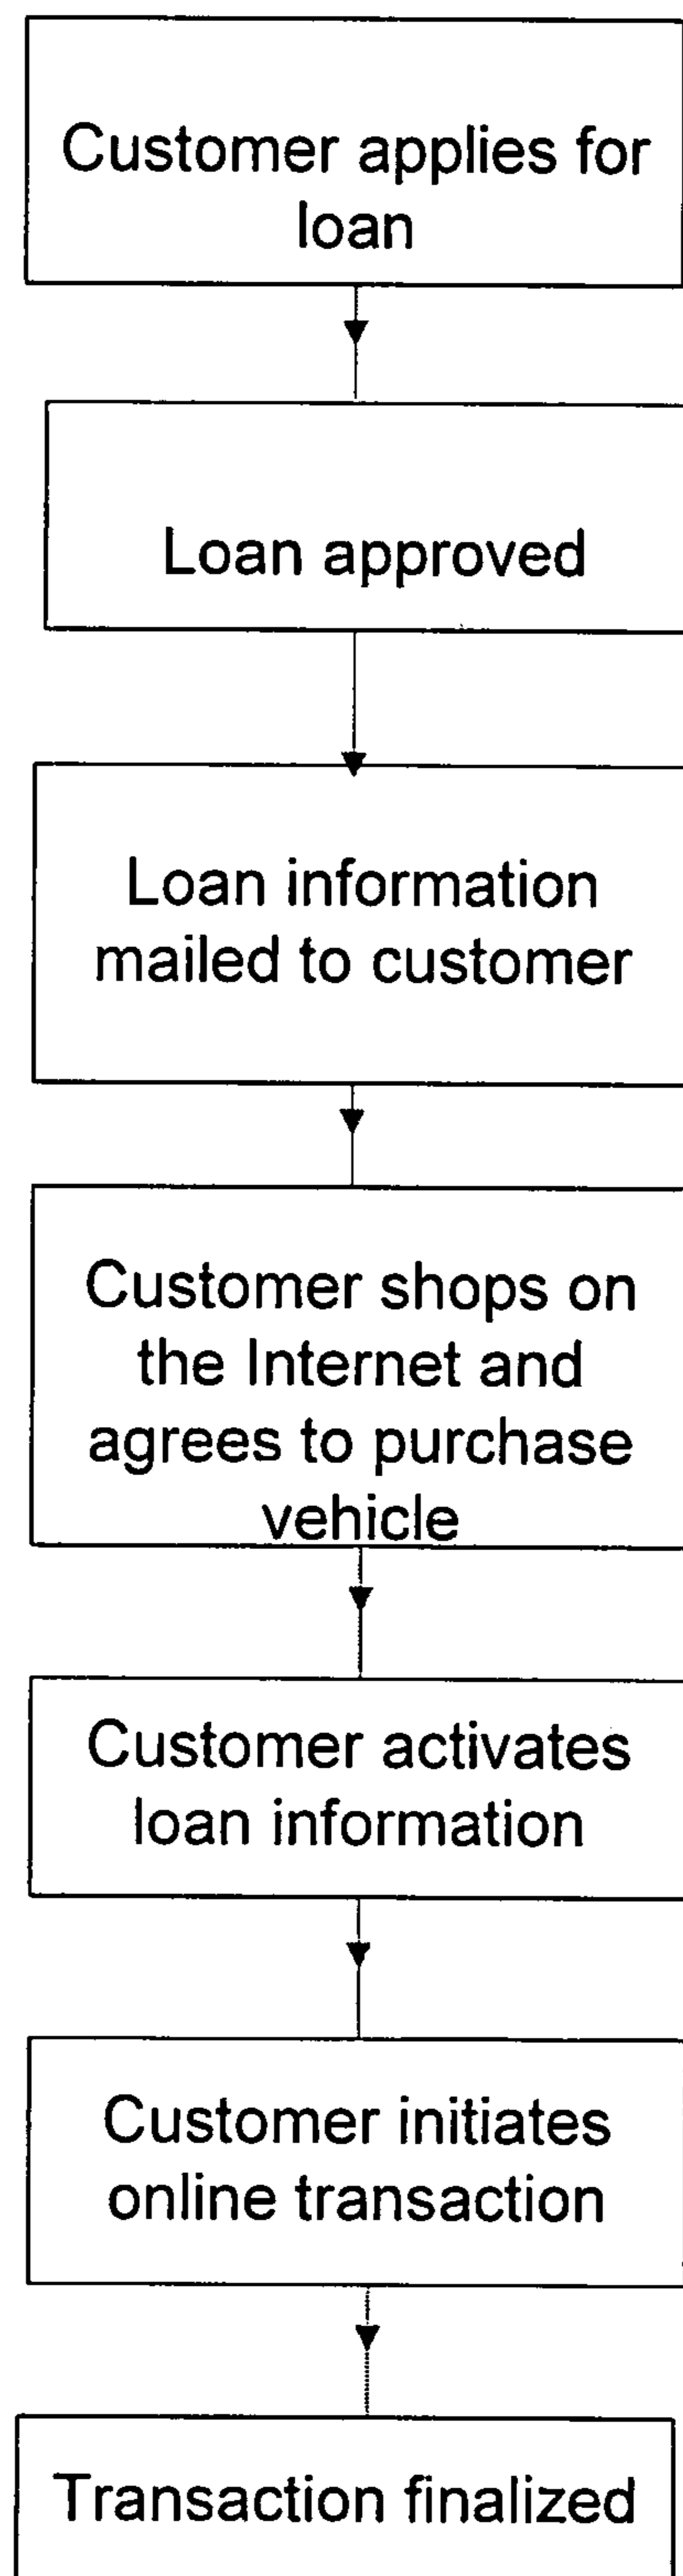 Customer applies for
loan
Loan approved
Loan information
mailed to customer
Customer shops on
the Internet and
agrees to purchase
vehicle
Customer activates
loan information
Customer initiates
online transaction
Transaction finalized